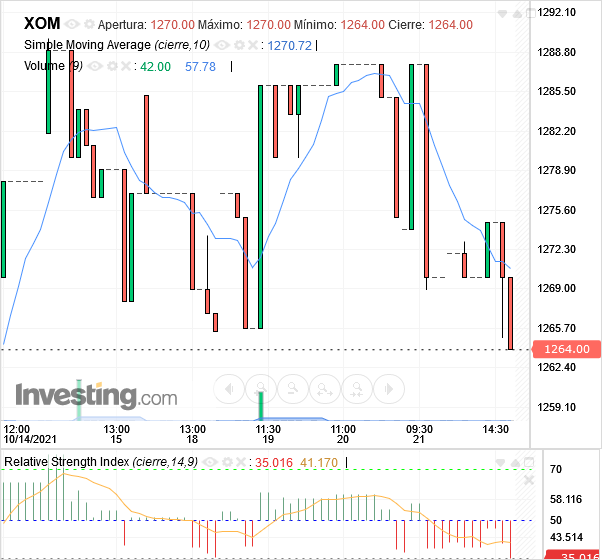 XOM Apertura: 1270.00 Máximo: 1270.00 Mínimo: 1264.00 Cierre: 1264.00
Simple Moving Average (cierre,10) : 1270.72
Volume (9) : 42.00 57.78
1292.10
1288.80
1285.50
1282.20
1278.90
1275.60
1272.30
1269.00
1265.70
1264.00
1262.40
1259.10
Investing.com
12:00 13:00 13:00 11:30 11:00 09:30 14:30
10/14/2021 15 18 19 20 21
Relative Strength Index (cierre,14,9) : 35.016 41.170
70
58.116
50
43.514
35.016